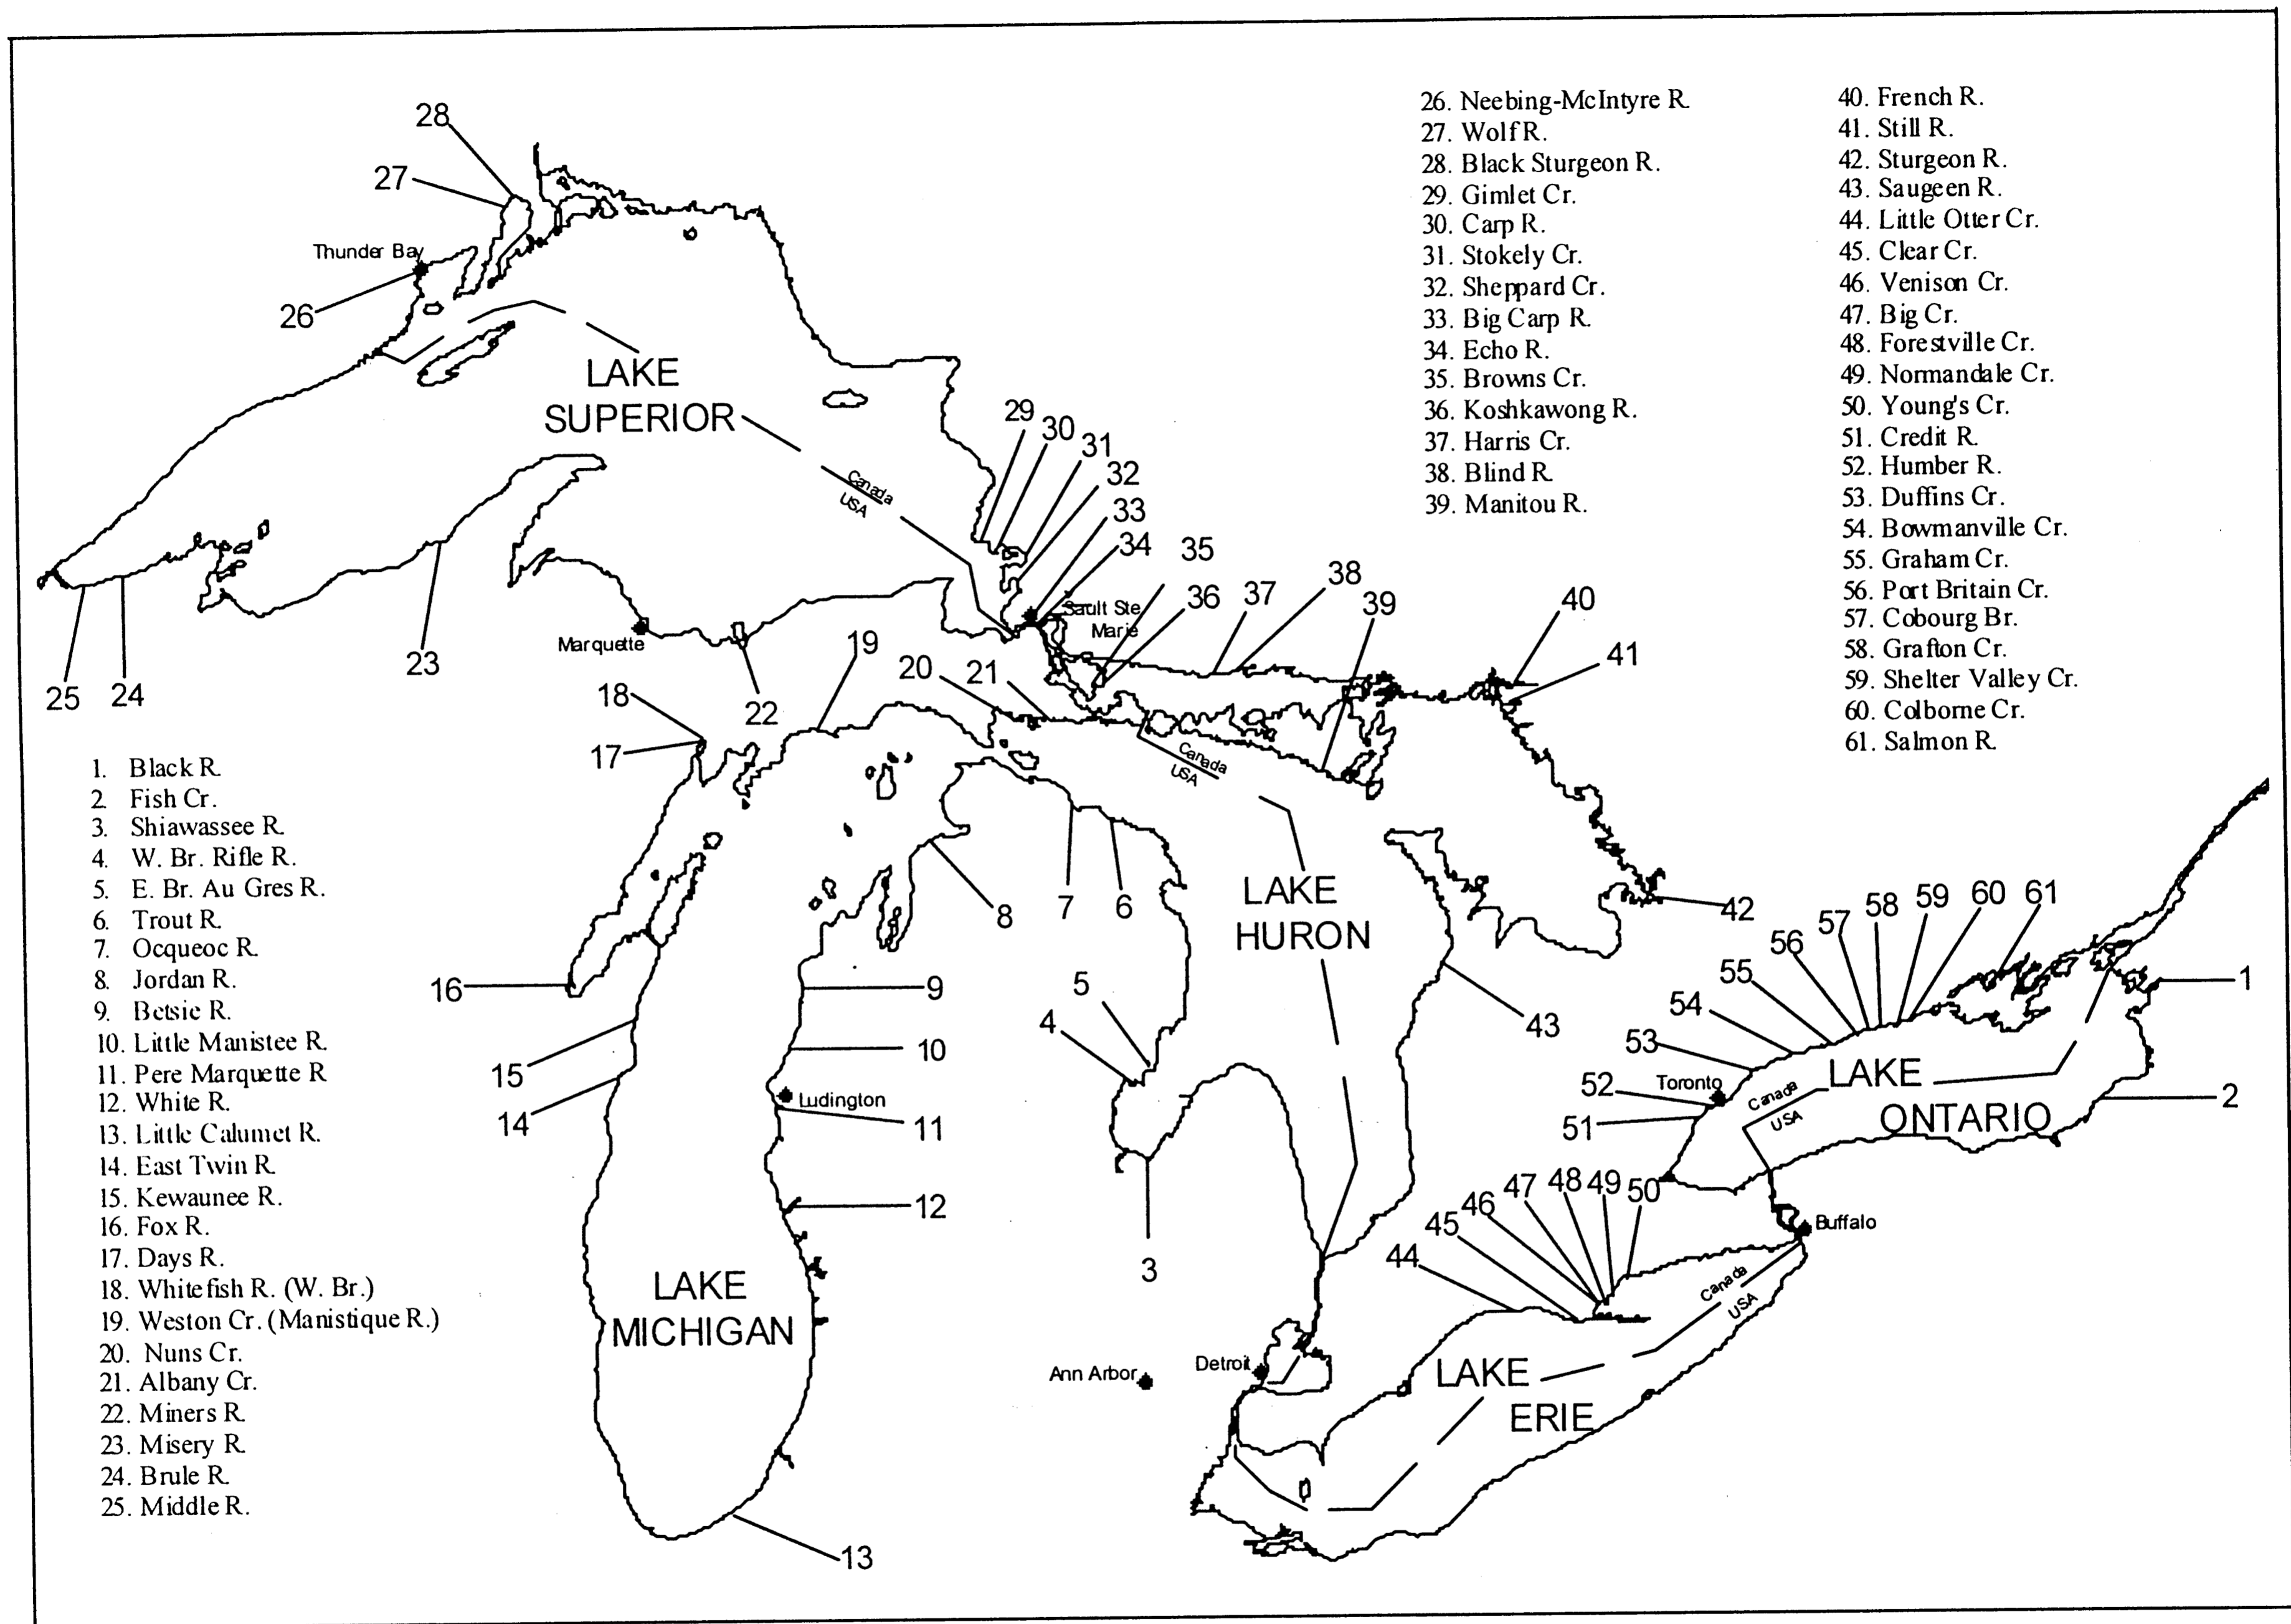 26. Neebing-McIntyre R.
27. Wolf R.
28. Black Sturgeon R.
29. Gimlet Cr.
30. Carp R.
31. Stokely Cr.
32. Sheppard Cr.
33. Big Carp R.
34. Echo R.
35. Browns Cr.
36. Koshkawong R.
37. Harris Cr.
38. Blind R.
39. Manitou R.
40. French R.
41. Still R.
42. Sturgeon R.
43. Saugeen R.
44. Little Otter Cr.
45. Clear Cr.
46. Venison Cr.
47. Big Cr.
48. Forestville Cr.
49. Normandale Cr.
50. Young's Cr.
51. Credit R.
52. Humber R.
53. Duffins Cr.
54. Bowmanville Cr.
55. Graham Cr.
56. Port Britain Cr.
57. Cobourg Br.
58. Grafton Cr.
59. Shelter Valley Cr.
60. Colborne Cr.
61. Salmon R.
28
27
Thunder Bay
26
LAKE
SUPERIOR
Canada
USA
29
30
31
32
33
34
35
36
37
38
39
40
41
Sault Ste
Marie
Marquette
25
24
23
22
18
17
19
20
21
Canada
USA
1. Black R.
2. Fish Cr.
3. Shiawassee R.
4. W. Br. Rifle R.
5. E. Br. Au Gres R.
6. Trout R.
7. Ocqueoc R.
8. Jordan R.
9. Betsie R.
10. Little Manistee R.
11. Pere Marquette R
12. White R.
13. Little Calumet R.
14. East Twin R.
15. Kewaunee R.
16. Fox R.
17. Days R.
18. Whitefish R. (W. Br.)
19. Weston Cr. (Manistique R.)
20. Nuns Cr.
21. Albany Cr.
22. Miners R.
23. Misery R.
24. Brule R.
25. Middle R.
16
15
14
8
7
6
9
10
Ludington
11
12
LAKE
MICHIGAN
13
LAKE
HURON
5
4
3
42
43
53
54
55
56
57
58
59
60
61
1
2
52
51
Toronto
Canada
USA
LAKE
ONTARIO
44
45
46
47
48
49
50
Buffalo
Canada
USA
Ann Arbor
Detroit
LAKE
ERIE